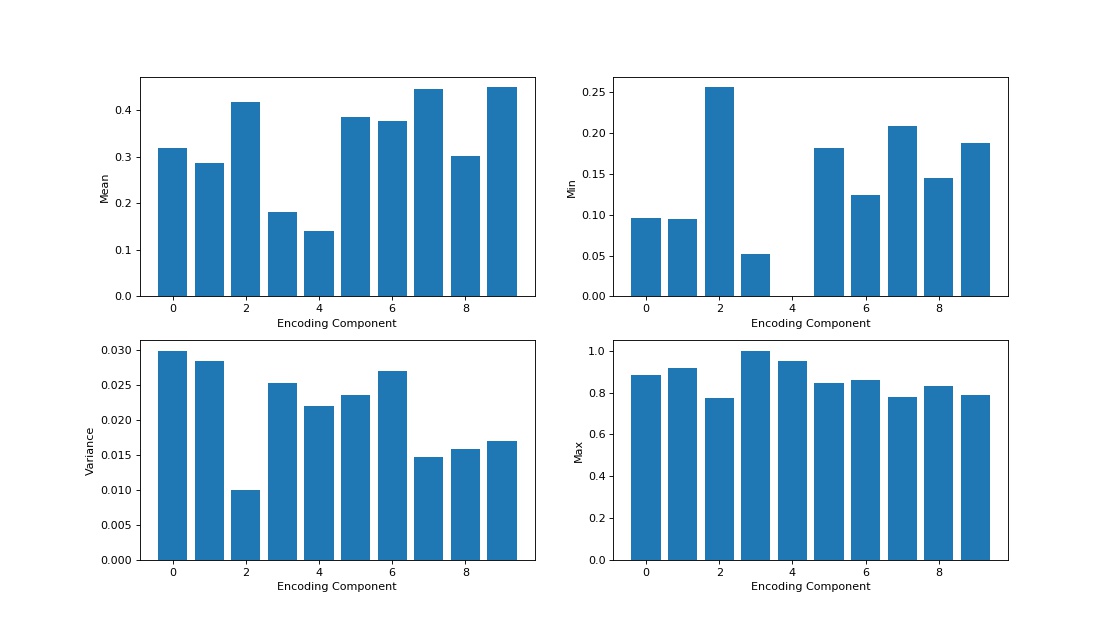 0.4
0.3
0.2
0.1
0.0
Mean
0 2 4 6 8
Encoding Component
0.25
0.20
0.15
0.10
0.05
0.00
Min
0 2 4 6 8
Encoding Component
0.030
0.025
0.020
0.015
0.010
0.005
0.000
Variance
0 2 4 6 8
Encoding Component
1.0
0.8
0.6
0.4
0.2
0.0
Max
0 2 4 6 8
Encoding Component